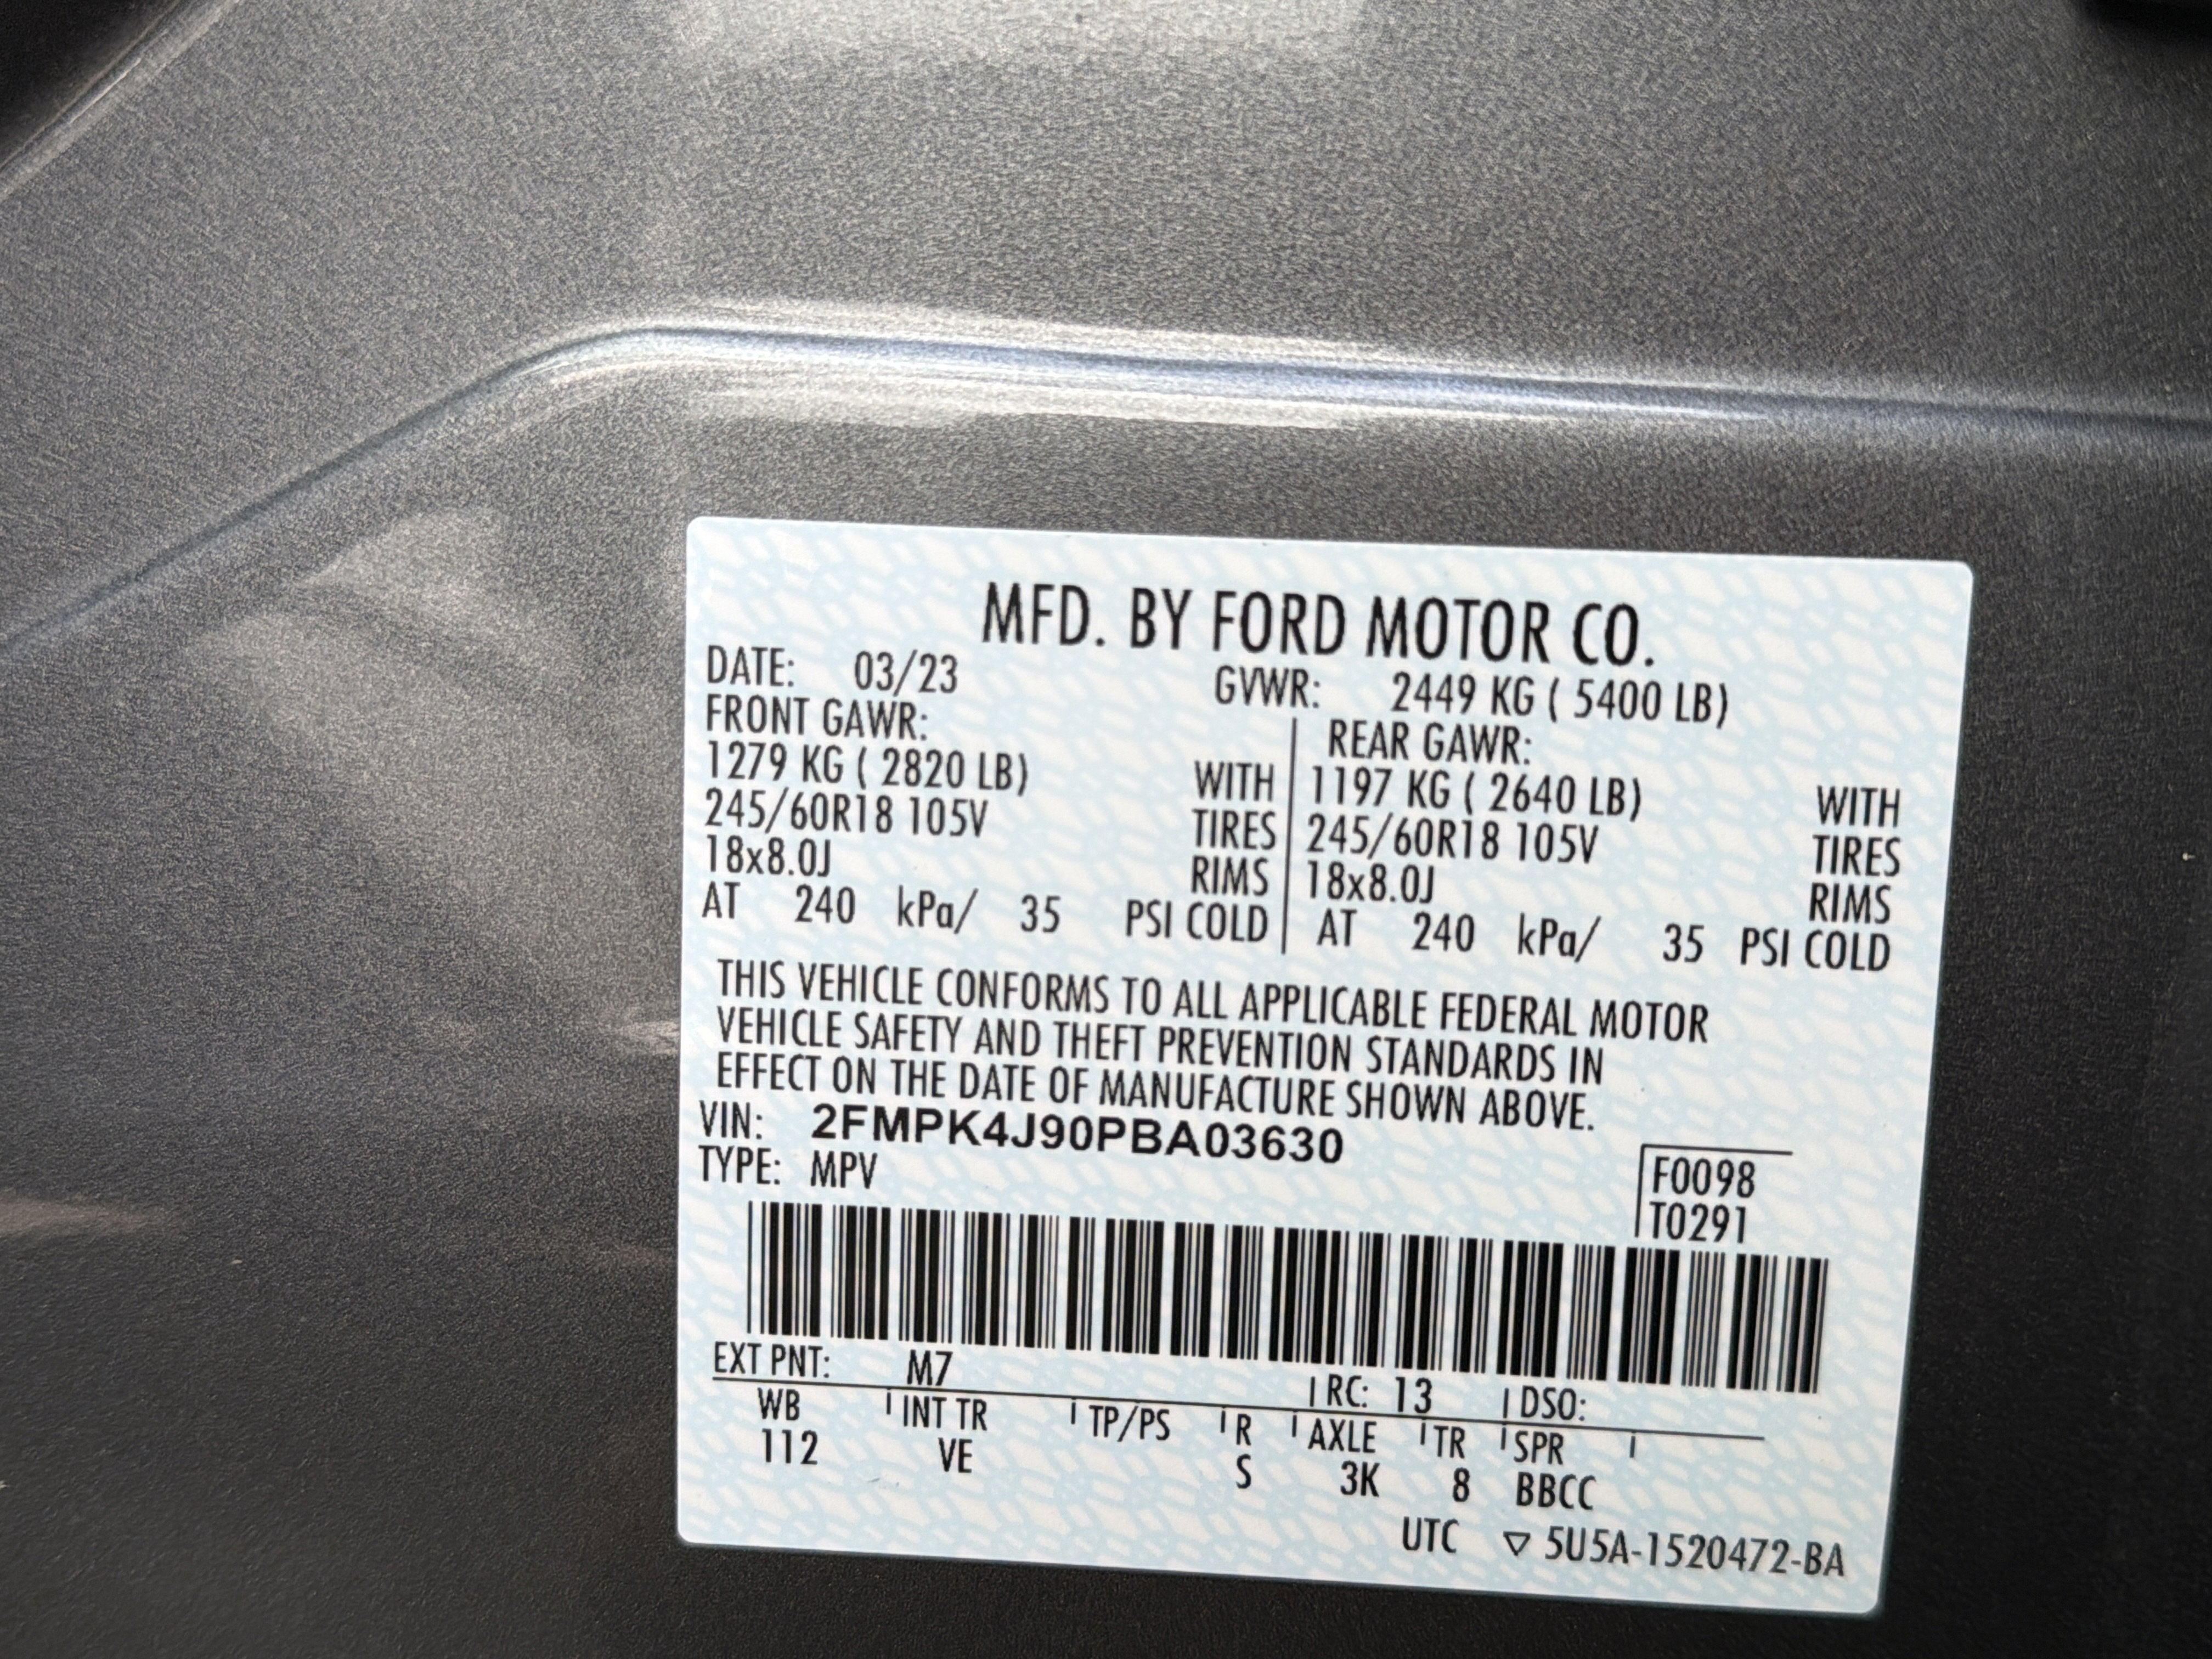 MFD. BY FORD MOTOR CO.
DATE: 03/23 GVWR: 2449 KG ( 5400 LB)
FRONT GAWR: REAR GAWR:
1279 KG ( 2820 LB) WITH 1197 KG ( 2640 LB) WITH
245/60R18 105V TIRES 245/60R18 105V TIRES
18x8.0J RIMS 18x8.0J RIMS
AT 240 kPa/ 35 PSI COLD AT 240 kPa/ 35 PSI COLD
THIS VEHICLE CONFORMS TO ALL APPLICABLE FEDERAL MOTOR
VEHICLE SAFETY AND THEFT PREVENTION STANDARDS IN
EFFECT ON THE DATE OF MANUFACTURE SHOWN ABOVE.
VIN: 2FMPK4J90PBA03630
TYPE: MPV
F0098
T0291
EXT PNT: M7 RC: 13 DSO:
WB INT TR TP/PS R AXLE TR SPR
112 VE S 3K 8 BBCC
UTC ▽ 5U5A-1520472-BA